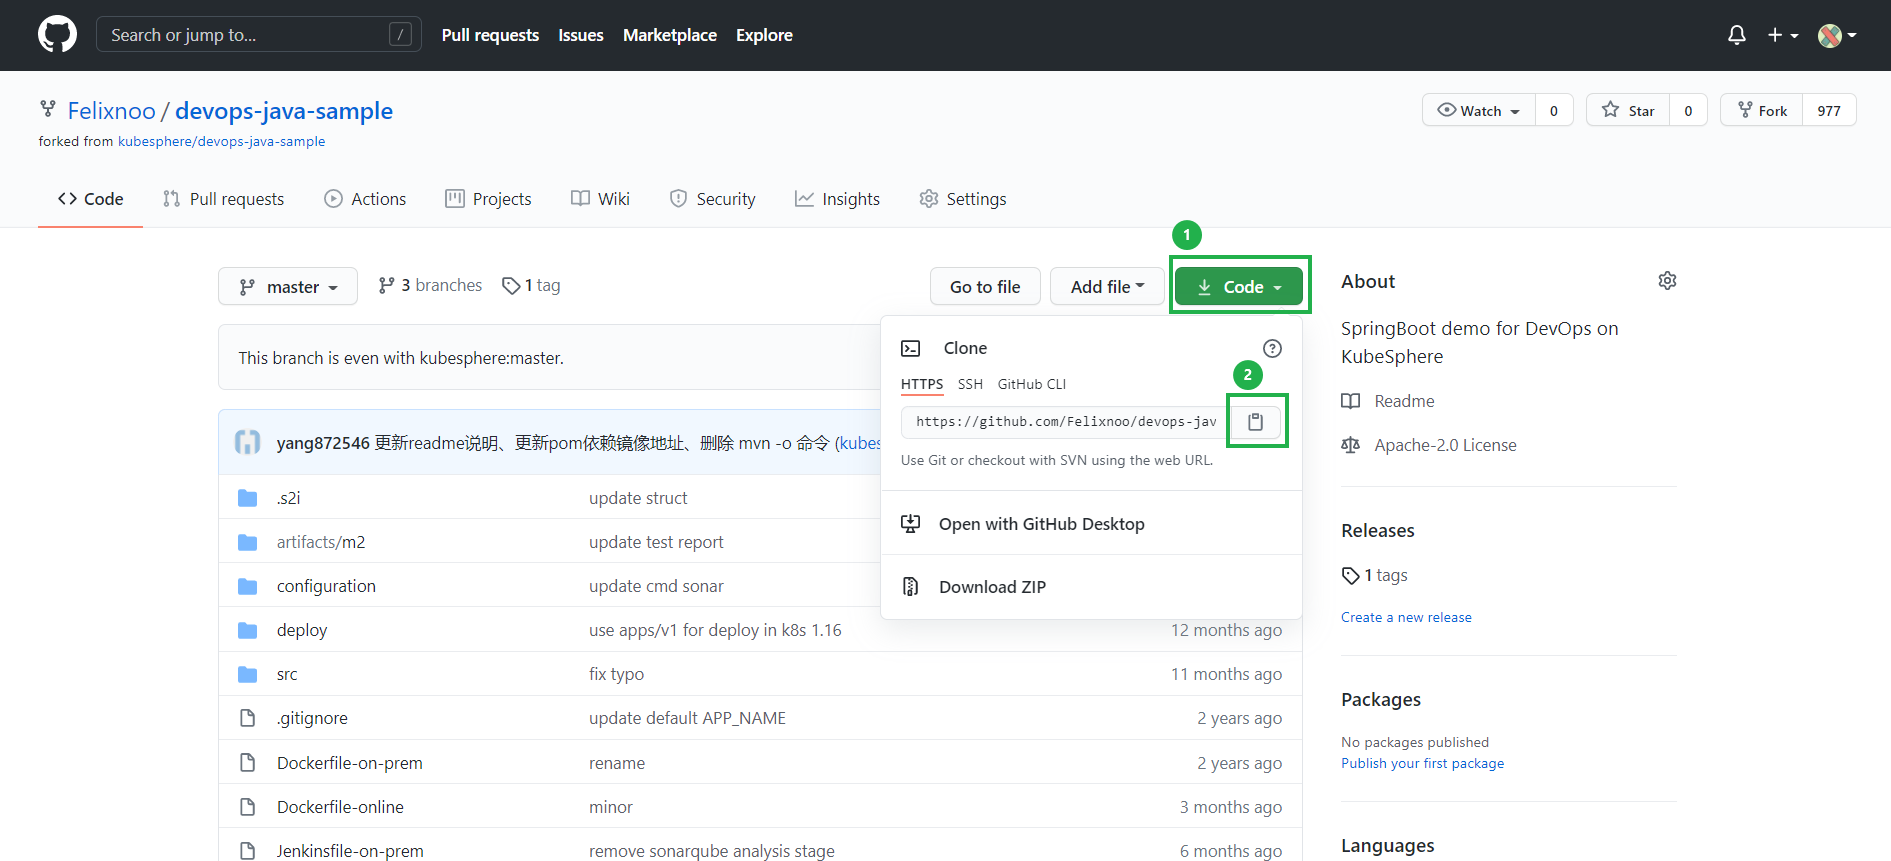 Search or jump to... / Pull requests Issues Marketplace Explore
Felixnoo / devops-java-sample
Watch 0 Star 0 Fork 977
forked from kubesphere/devops-java-sample
Code Pull requests Actions Projects Wiki Security Insights Settings
1
master 3 branches 1 tag Go to file Add file Code
This branch is even with kubesphere:master.
Clone
2
HTTPS SSH GitHub CLI
https://github.com/Felixnoo/devops-jav
Use Git or checkout with SVN using the web URL.
Open with GitHub Desktop
Download ZIP
yang872546 更新readme说明、更新pom依赖镜像地址、删除 mvn -o 命令 (kubes
.s2i update struct
artifacts/m2 update test report
configuration update cmd sonar
deploy use apps/v1 for deploy in k8s 1.16 12 months ago
src fix typo 11 months ago
.gitignore update default APP_NAME 2 years ago
Dockerfile-on-prem rename 2 years ago
Dockerfile-online minor 3 months ago
Jenkinsfile-on-prem remove sonarqube analysis stage 6 months ago
About
SpringBoot demo for DevOps on
KubeSphere
Readme
Apache-2.0 License
Releases
1 tags
Create a new release
Packages
No packages published
Publish your first package
Languages